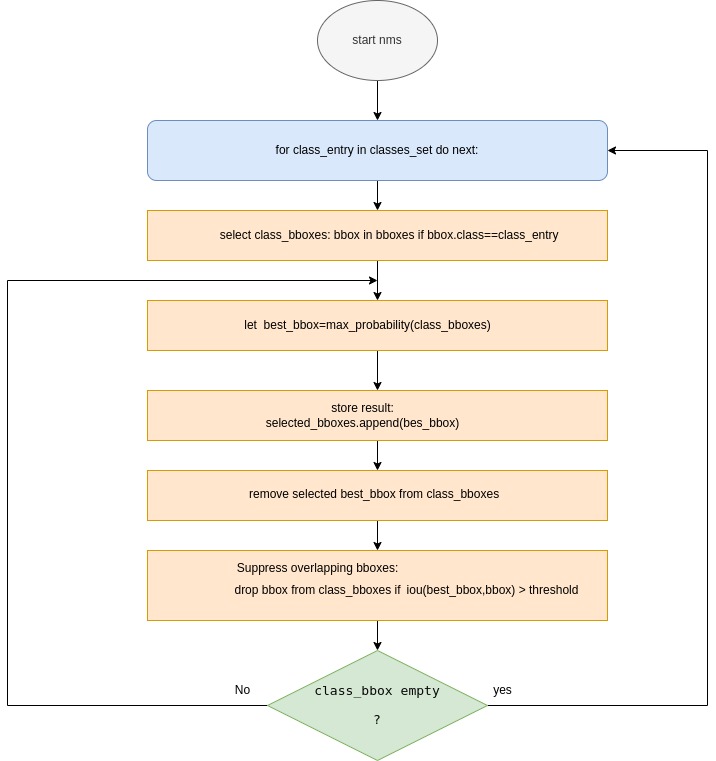 start nms
for class_entry in classes_set do next:
select class_bboxes: bbox in bboxes if bbox.class==class_entry
let best_bbox=max_probability(class_bboxes)
store result:
selected_bboxes.append(bes_bbox)
remove selected best_bbox from class_bboxes
Suppress overlapping bboxes:
drop bbox from class_bboxes if iou(best_bbox,bbox) > threshold
No
class_bbox empty
?
yes